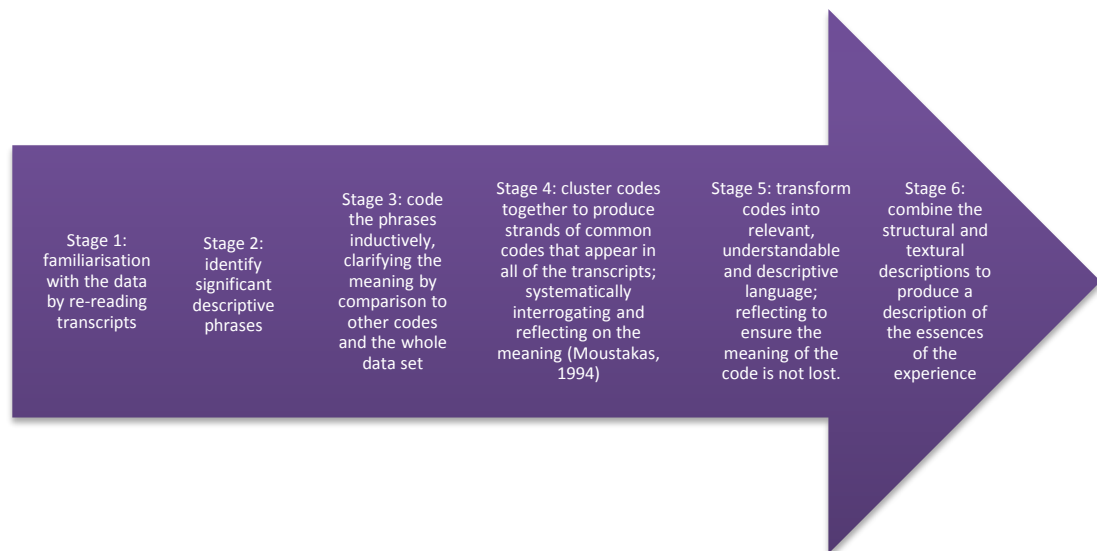 Stage 1:
familiarisation
with the data
by re-reading
transcripts
Stage 2:
identify
significant
descriptive
phrases
Stage 3: code
the phrases
inductively,
clarifying the
meaning by
comparison to
other codes
and the whole
data set
Stage 4: cluster codes
together to produce
strands of common
codes that appear in
all of the transcripts;
systematically
interrogating and
reflecting on the
meaning (Moustakas,
1994)
Stage 5: transform
codes into
relevant,
understandable
and descriptive
language;
reflecting to
ensure the
meaning of the
code is not lost.
Stage 6:
combine the
structural and
textural
descriptions to
produce a
description of
the essences
of the
experience